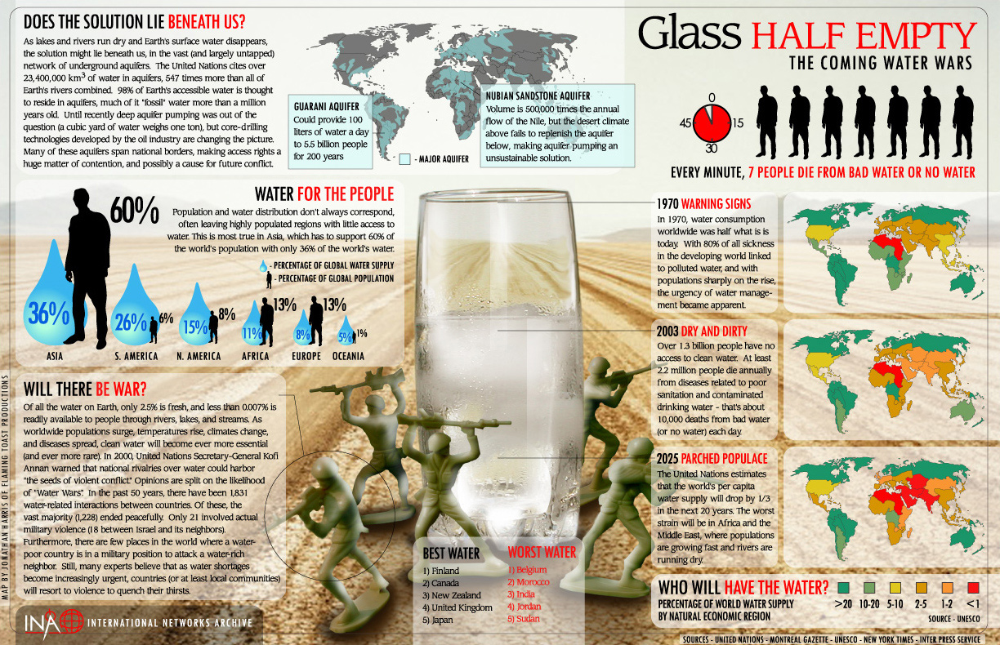 DOES THE SOLUTION LIE BENEATH US?
As lakes and rivers run dry and Earth's surface water disappears,
the solution might lie beneath us, in the vast (and largely untapped)
network of underground aquifers. The United Nations cites over
23,400,000 km³ of water in aquifers, 547 times more than all of
Earth's rivers combined. 98% of Earth's accessible water is thought
to reside in aquifers, much of it "fossil" water more than a million
years old. Until recently deep aquifer pumping was out of the
question (a cubic yard of water weighs one ton), but core-drilling
technologies developed by the oil industry are changing the picture.
Many of these aquifers span national borders, making access rights a
huge matter of contention, and possibly a cause for future conflict.
GUARANI AQUIFER
Could provide 100
liters of water a day
to 5.5 billion people
for 200 years
NUBIAN SANDSTONE AQUIFER
Volume is 500,000 times the annual
flow of the Nile, but the desert climate
above fails to replenish the aquifer
below, making aquifer pumping an
unsustainable solution.
- MAJOR AQUIFER
Glass HALF EMPTY
THE COMING WATER WARS
0
45
15
30
EVERY MINUTE, 7 PEOPLE DIE FROM BAD WATER OR NO WATER
WATER FOR THE PEOPLE
Population and water distribution don't always correspond,
often leaving highly populated regions with little access to
water. This is most true in Asia, which has to support 60% of
the world's population with only 36% of the world's water.
- PERCENTAGE OF GLOBAL WATER SUPPLY
- PERCENTAGE OF GLOBAL POPULATION
60%
36%
ASIA
26%
6%
S. AMERICA
15%
8%
N. AMERICA
11%
13%
AFRICA
8%
13%
EUROPE
5%
1%
OCEANIA
WILL THERE BE WAR?
Of all the water on Earth, only 2.5% is fresh, and less than 0.007% is
readily available to people through rivers, lakes, and streams. As
worldwide populations surge, temperatures rise, climates change,
and diseases spread, clean water will become ever more essential
(and ever more rare). In 2000, United Nations Secretary-General Kofi
Annan warned that national rivalries over water could harbor
"the seeds of violent conflict." Opinions are split on the likelihood
of "Water Wars". In the past 50 years, there have been 1,831
water-related interactions between countries. Of these, the
vast majority (1,228) ended peacefully. Only 21 involved actual
military violence (18 between Israel and its neighbors).
Furthermore, there are few places in the world where a water-
poor country is in a military position to attack a water-rich
neighbor. Still, many experts believe that as water shortages
become increasingly urgent, countries (or at least local communities)
will resort to violence to quench their thirsts.
MAP BY JONATHAN HARRIS OF FLAMING TOAST PRODUCTIONS
INA INTERNATIONAL NETWORKS ARCHIVE
BEST WATER
1) Finland
2) Canada
3) New Zealand
4) United Kingdom
5) Japan
WORST WATER
1) Belgium
2) Morocco
3) India
4) Jordan
5) Sudan
1970 WARNING SIGNS
In 1970, water consumption
worldwide was half what is is
today. With 80% of all sickness
in the developing world linked
to polluted water, and with
populations sharply on the rise,
the urgency of water manage-
ment became apparent.
2003 DRY AND DIRTY
Over 1.3 billion people have no
access to clean water. At least
2.2 million people die annually
from diseases related to poor
sanitation and contaminated
drinking water - that's about
10,000 deaths from bad water
(or no water) each day.
2025 PARCHED POPULACE
The United Nations estimates
that the world's per capita
water supply will drop by 1/3
in the next 20 years. The worst
strain will be in Africa and the
Middle East, where populations
are growing fast and rivers are
running dry.
WHO WILL HAVE THE WATER?
PERCENTAGE OF WORLD WATER SUPPLY
BY NATURAL ECONOMIC REGION
>20 10-20 5-10 2-5 1-2 <1
SOURCE - UNESCO
SOURCES - UNITED NATIONS - MONTREAL GAZETTE - UNESCO - NEW YORK TIMES - INTER PRESS SERVICE